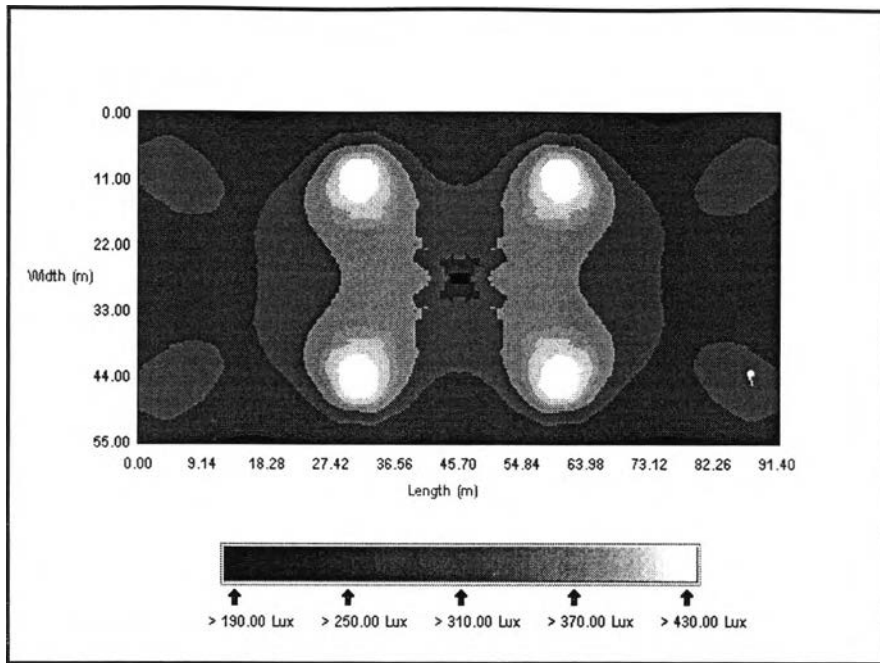 0.00
11.00
22.00
Width (m)
33.00
44.00
55.00
0.00 9.14 18.28 27.42 36.56 45.70 54.84 63.98 73.12 82.26 91.40
Length (m)
> 190.00 Lux > 250.00 Lux > 310.00 Lux > 370.00 Lux > 430.00 Lux